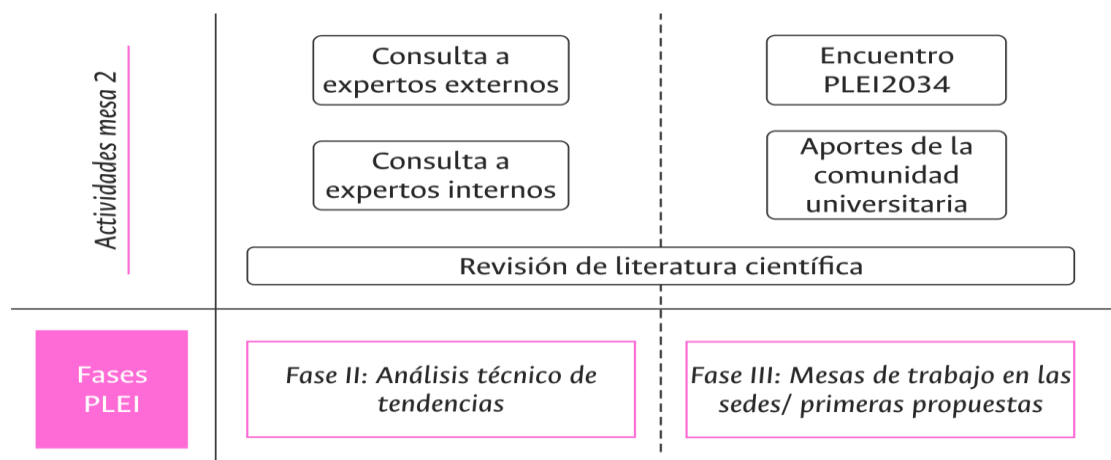 Actividades mesa 2
Consulta a
expertos externos
Encuentro
PLEI2034
Consulta a
expertos internos
Aportes de la
comunidad
universitaria
Revisión de literatura científica
Fases
PLEI
Fase II: Análisis técnico de
tendencias
Fase III: Mesas de trabajo en las
sedes/ primeras propuestas